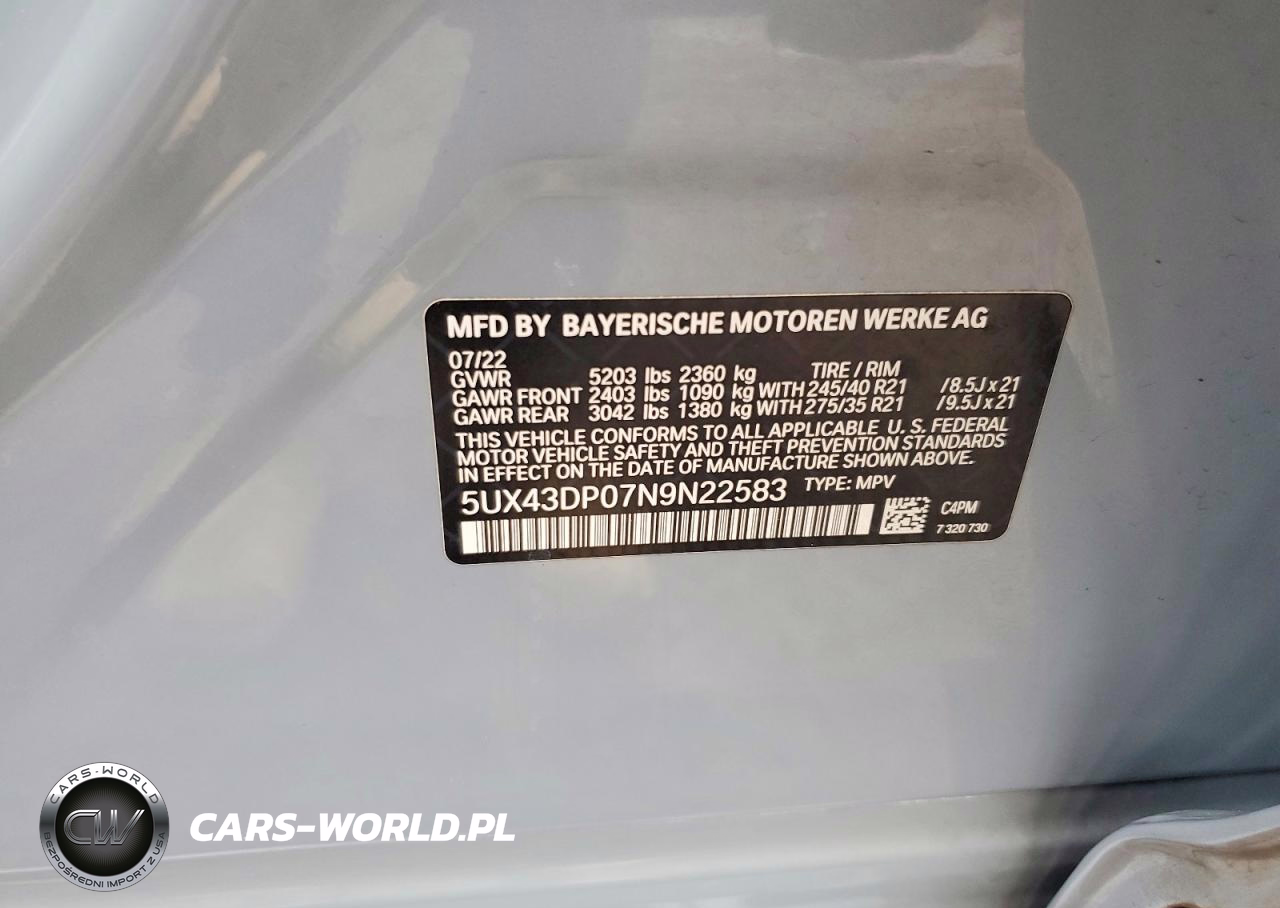 MFD BY BAYERISCHE MOTOREN WERKE AG
07/22 TIRE / RIM
GVWR 5203 lbs 2360 kg
GAWR FRONT 2403 lbs 1090 kg WITH 245/40 R21 /8.5J x 21
GAWR REAR 3042 lbs 1380 kg WITH 275/35 R21 /9.5J x 21
THIS VEHICLE CONFORMS TO ALL APPLICABLE U. S. FEDERAL
MOTOR VEHICLE SAFETY AND THEFT PREVENTION STANDARDS
IN EFFECT ON THE DATE OF MANUFACTURE SHOWN ABOVE.
5UX43DP07N9N22583 TYPE: MPV
C4PM
7 320 730
CARS-WORLD
CW
BEZPOŚREDNI IMPORT Z USA
CARS-WORLD.PL